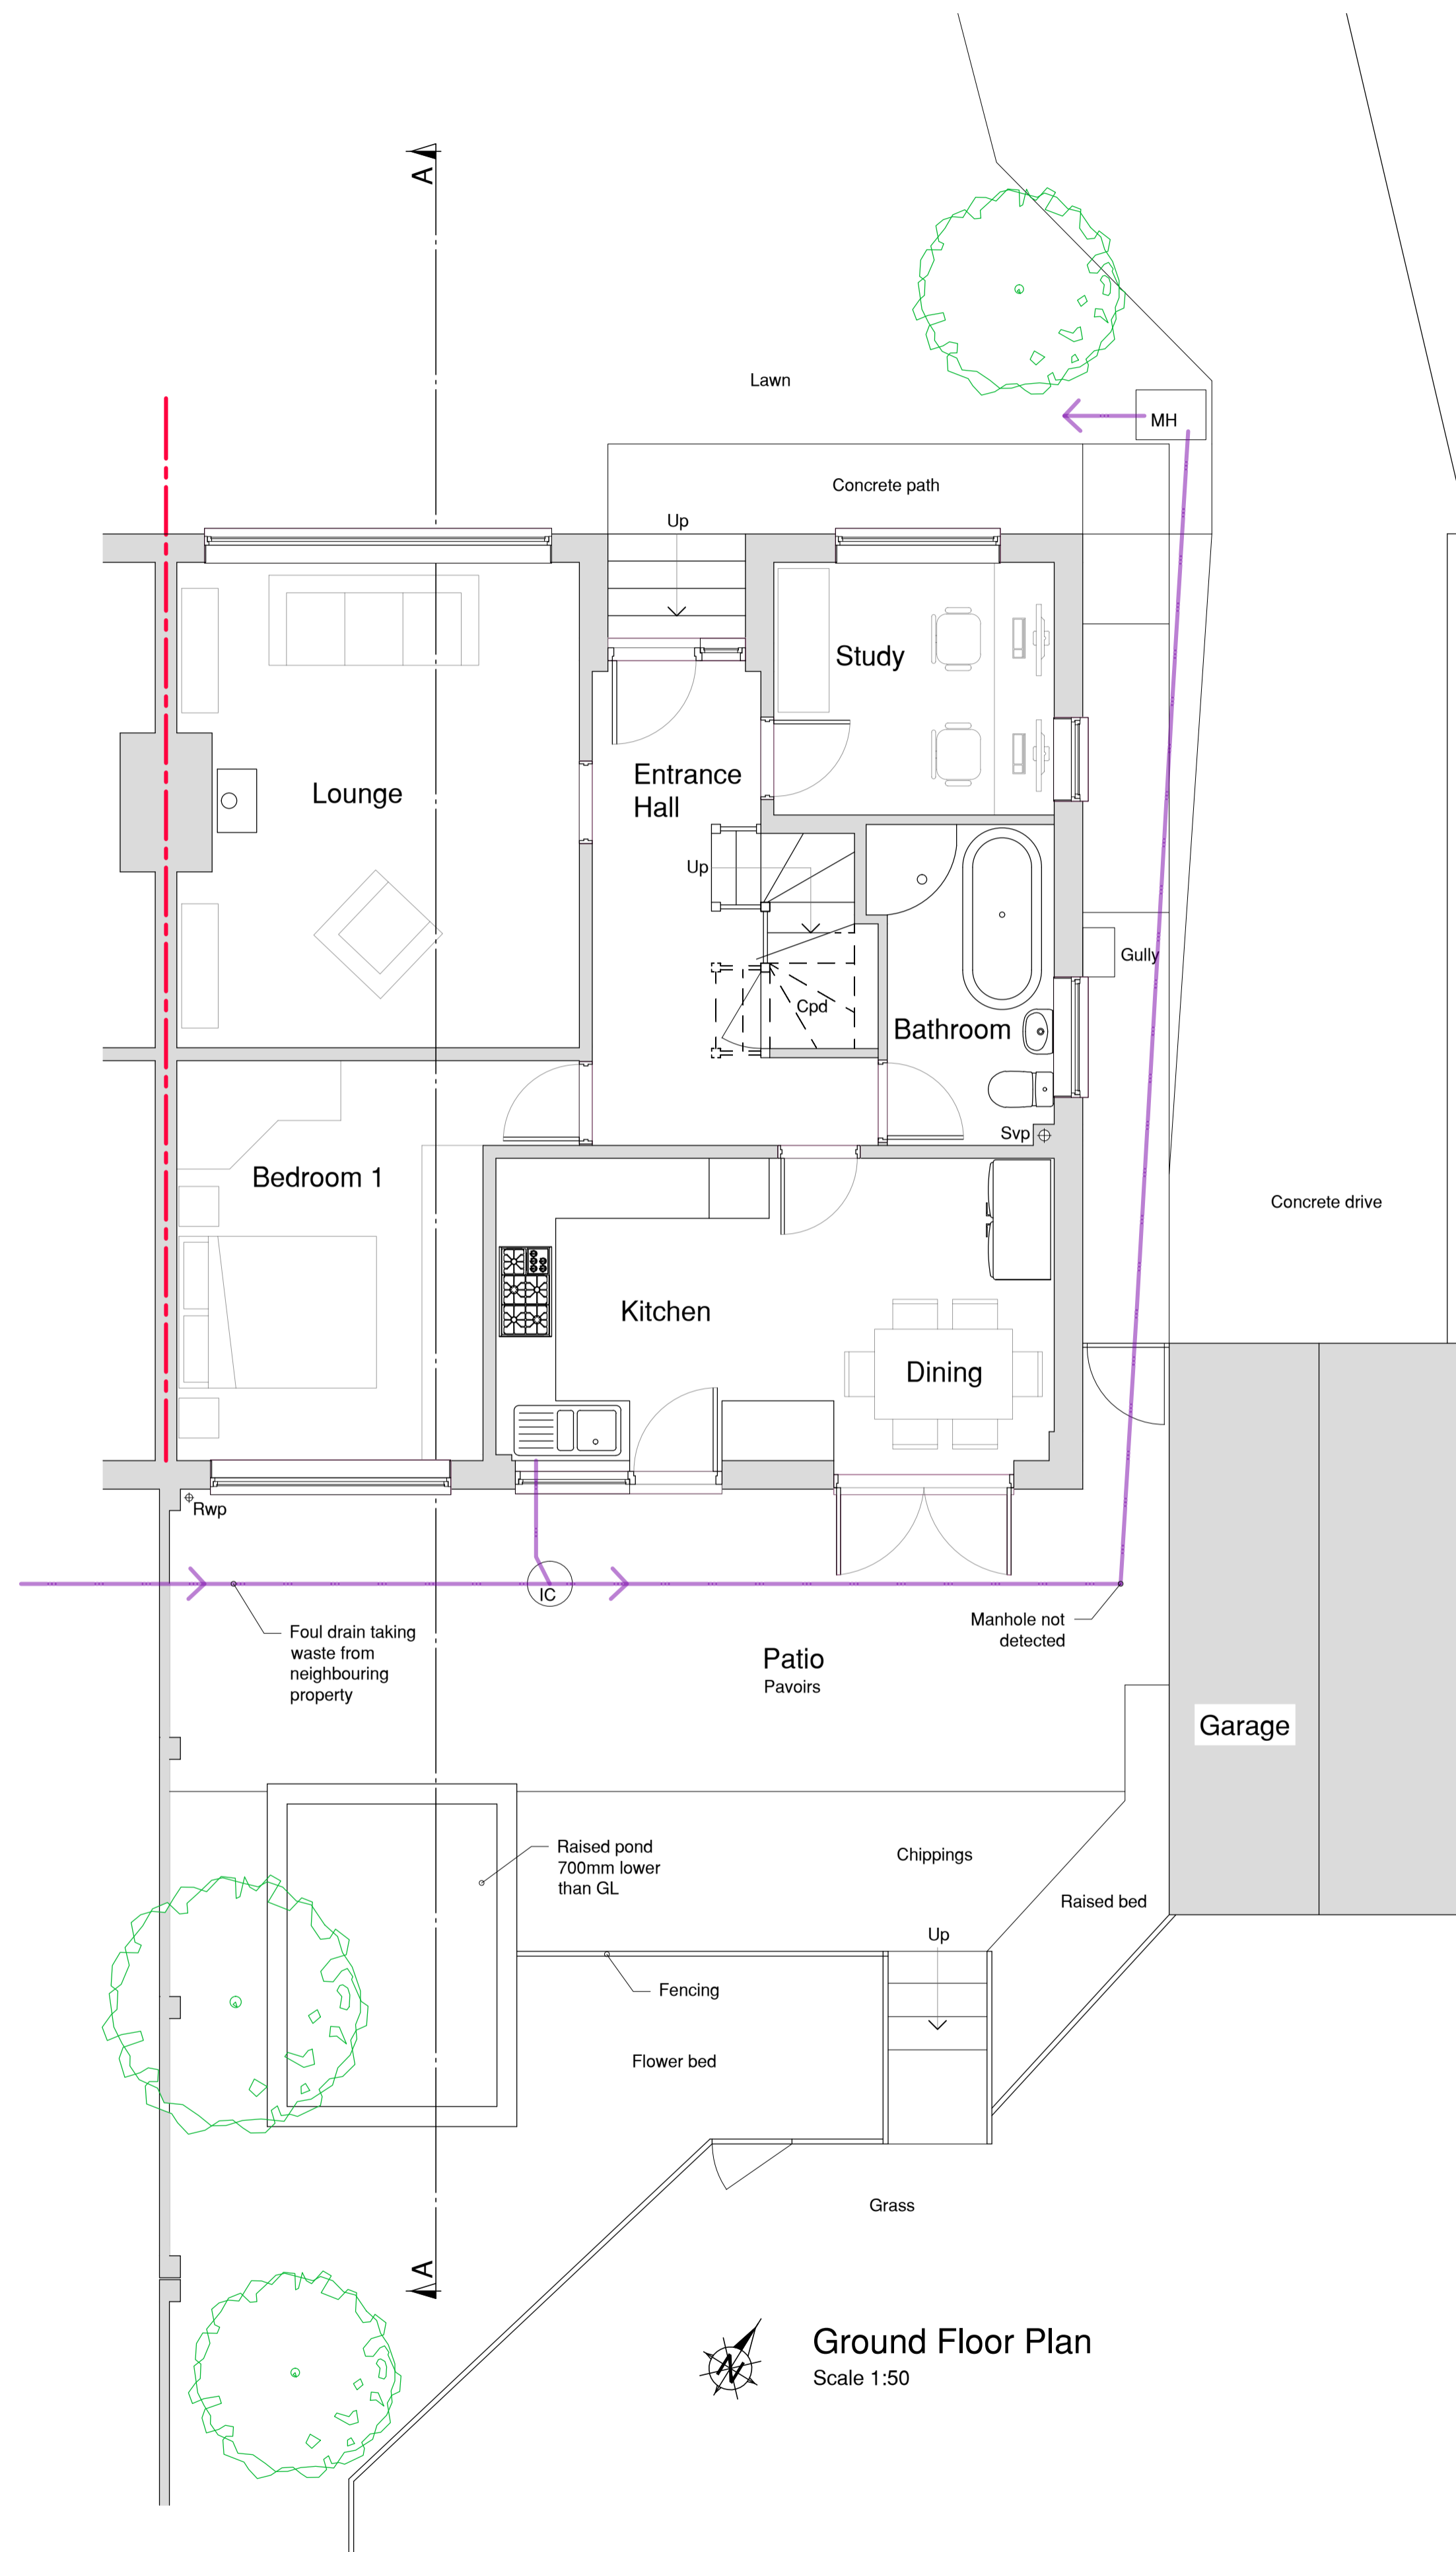 A
Lawn
MH
Concrete path
Up
Study
Entrance
Hall
Lounge
Up
Gully
Cpd
Bathroom
Svp
Bedroom 1
Concrete drive
Kitchen
Dining
Rwp
IC
Foul drain taking
waste from
neighbouring
property
Manhole not
detected
Patio
Pavoirs
Garage
Raised pond
700mm lower
than GL
Chippings
Raised bed
Up
Fencing
Flower bed
Grass
A
N
Ground Floor Plan
Scale 1:50